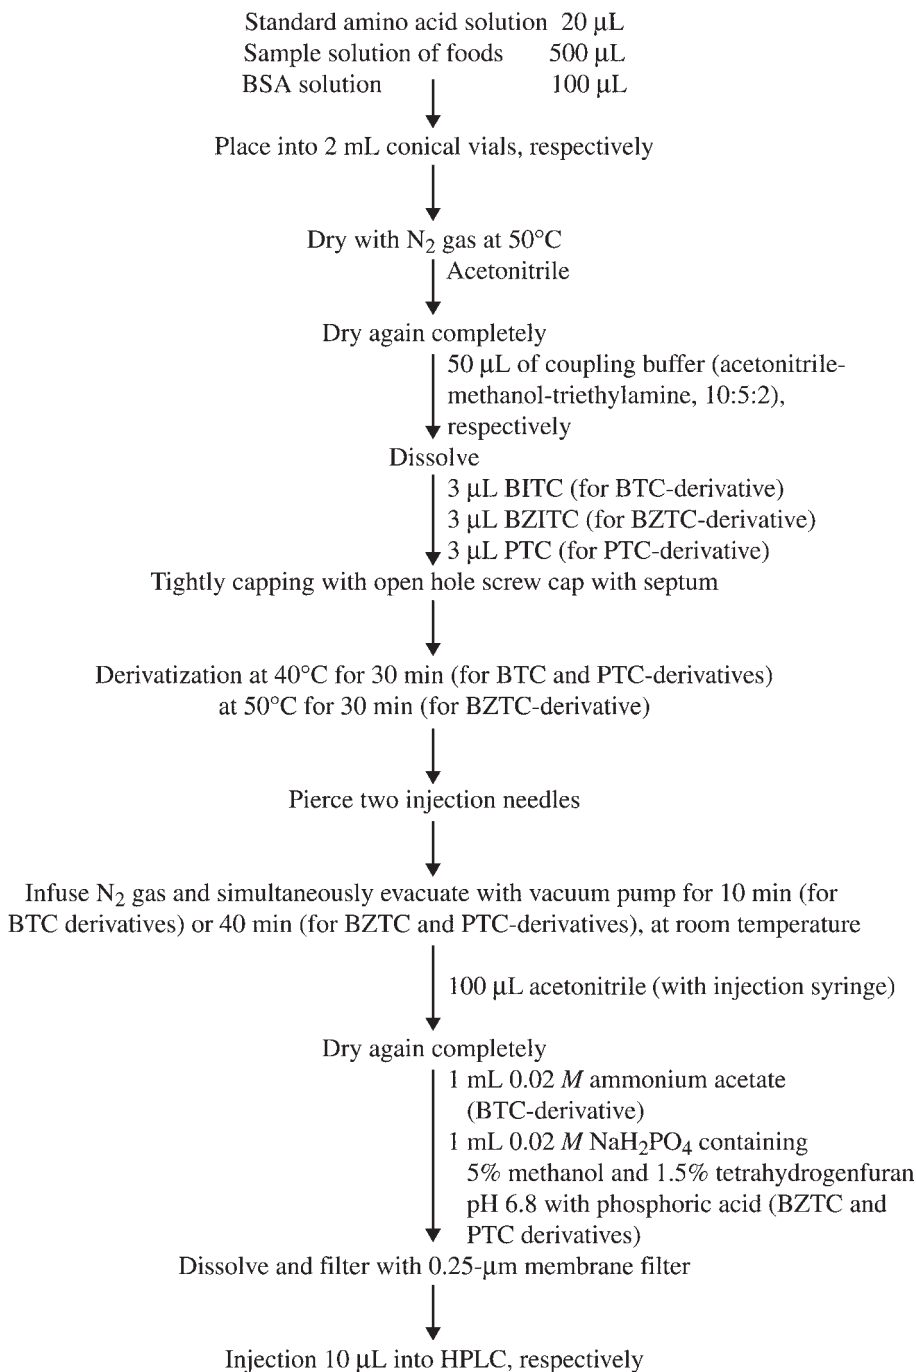 Standard amino acid solution 20 µL
Sample solution of foods 500 µL
BSA solution 100 µL
Place into 2 mL conical vials, respectively
Dry with N2 gas at 50°C
Acetonitrile
Dry again completely
50 µL of coupling buffer (acetonitrile-
methanol-triethylamine, 10:5:2),
respectively
Dissolve
3 µL BITC (for BTC-derivative)
3 µL BZITC (for BZTC-derivative)
3 µL PTC (for PTC-derivative)
Tightly capping with open hole screw cap with septum
Derivatization at 40°C for 30 min (for BTC and PTC-derivatives)
at 50°C for 30 min (for BZTC-derivative)
Pierce two injection needles
Infuse N2 gas and simultaneously evacuate with vacuum pump for 10 min (for
BTC derivatives) or 40 min (for BZTC and PTC-derivatives), at room temperature
100 µL acetonitrile (with injection syringe)
Dry again completely
1 mL 0.02 M ammonium acetate
(BTC-derivative)
1 mL 0.02 M NaH2PO4 containing
5% methanol and 1.5% tetrahydrogenfuran
pH 6.8 with phosphoric acid (BZTC and
PTC derivatives)
Dissolve and filter with 0.25-µm membrane filter
Injection 10 µL into HPLC, respectively